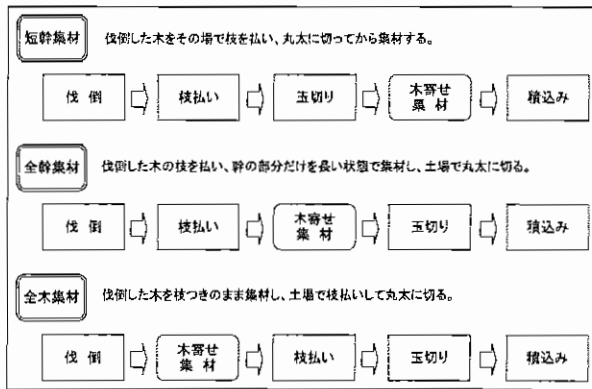 短幹集材 伐倒した木をその場で枝を払い、丸太に切ってから集材する。
伐倒 枝払い 玉切り 木寄せ 積込み
集材
全幹集材 伐倒した木の枝を払い、幹の部分だけを長い状態で集材し、土場で丸太に切る。
伐倒 枝払い 木寄せ 玉切り 積込み
集材
全木集材 伐倒した木を枝つきのまま集材し、土場で枝払いして丸太に切る。
伐倒 木寄せ 枝払い 玉切り 積込み
集材